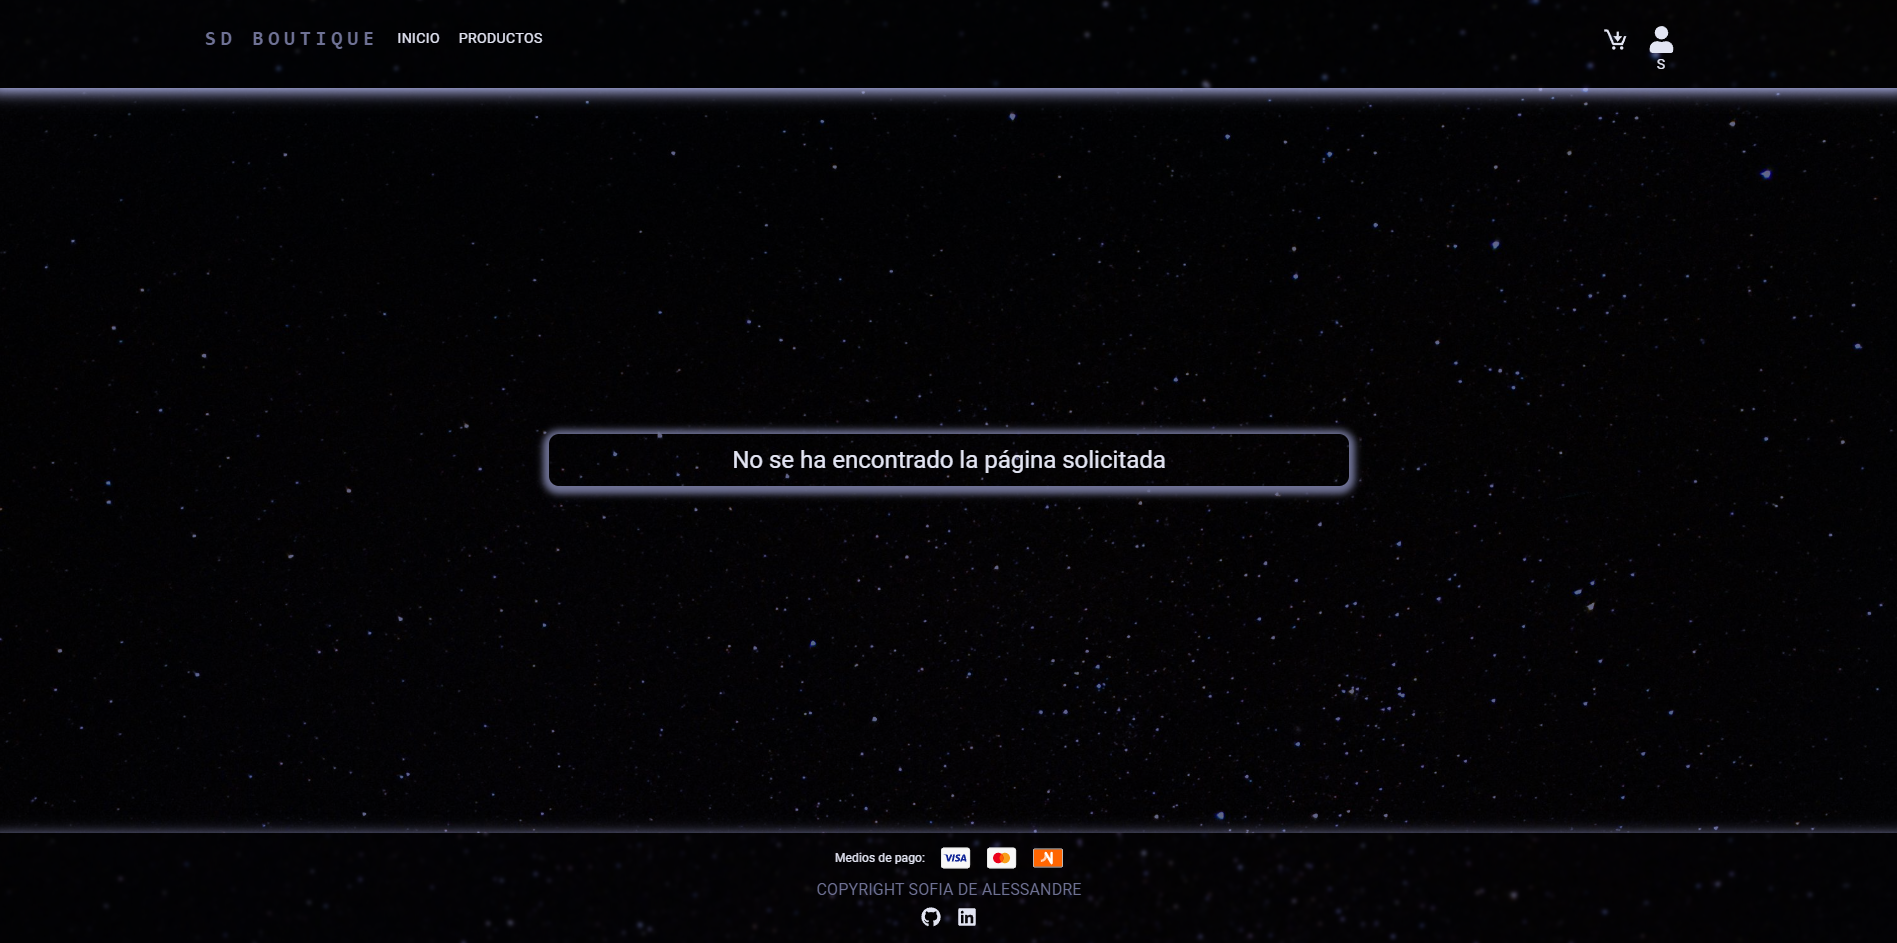 SD BOUTIQUE INICIO PRODUCTOS
S
No se ha encontrado la página solicitada
Medios de pago: VISA
COPYRIGHT SOFIA DE ALESSANDRE
in